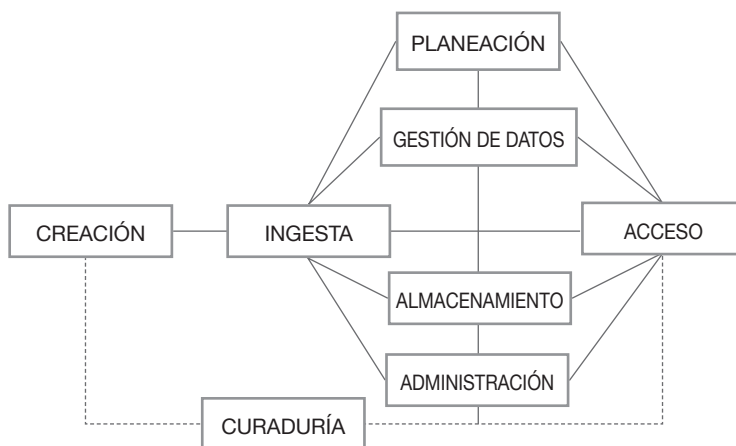 PLANEACIÓN
GESTIÓN DE DATOS
CREACIÓN
INGESTA
ACCESO
ALMACENAMIENTO
ADMINISTRACIÓN
CURADURÍA